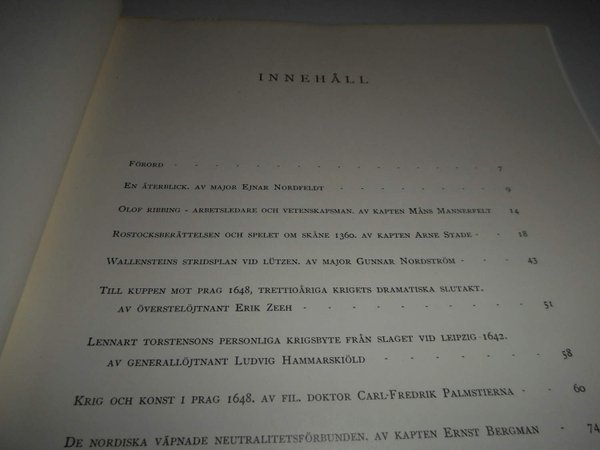 INNEHÅLL
FÖRORD - - - - - - - - - - - - - - 7
EN ÅTERBLICK. AV MAJOR EJNAR NORDFELDT - - - - - - - 9
OLOF RIBBING - ARBETSLEDARE OCH VETENSKAPSMAN. AV KAPTEN MÅNS MANNERFELT 14
ROSTOCKSBERÄTTELSEN OCH SPELET OM SKÅNE 1360. AV KAPTEN ARNE STADE - - 18
WALLENSTEINS STRIDSPLAN VID LÜTZEN. AV MAJOR GUNNAR NORDSTRÖM - - - 43
TILL KUPPEN MOT PRAG 1648, TRETTIOÅRIGA KRIGETS DRAMATISKA SLUTAKT.
AV ÖVERSTELÖJTNANT ERIK ZEEH - - - - - - - - 51
LENNART TORSTENSONS PERSONLIGA KRIGSBYTE FRÅN SLAGET VID LEIPZIG 1642.
AV GENERALLÖJTNANT LUDVIG HAMMARSKIÖLD - - - - - - 58
KRIG OCH KONST I PRAG 1648. AV FIL. DOKTOR CARL-FREDRIK PALMSTIERNA - - 60
DE NORDISKA VÄPNADE NEUTRALITETSFÖRBUNDEN. AV KAPTEN ERNST BERGMAN - 74